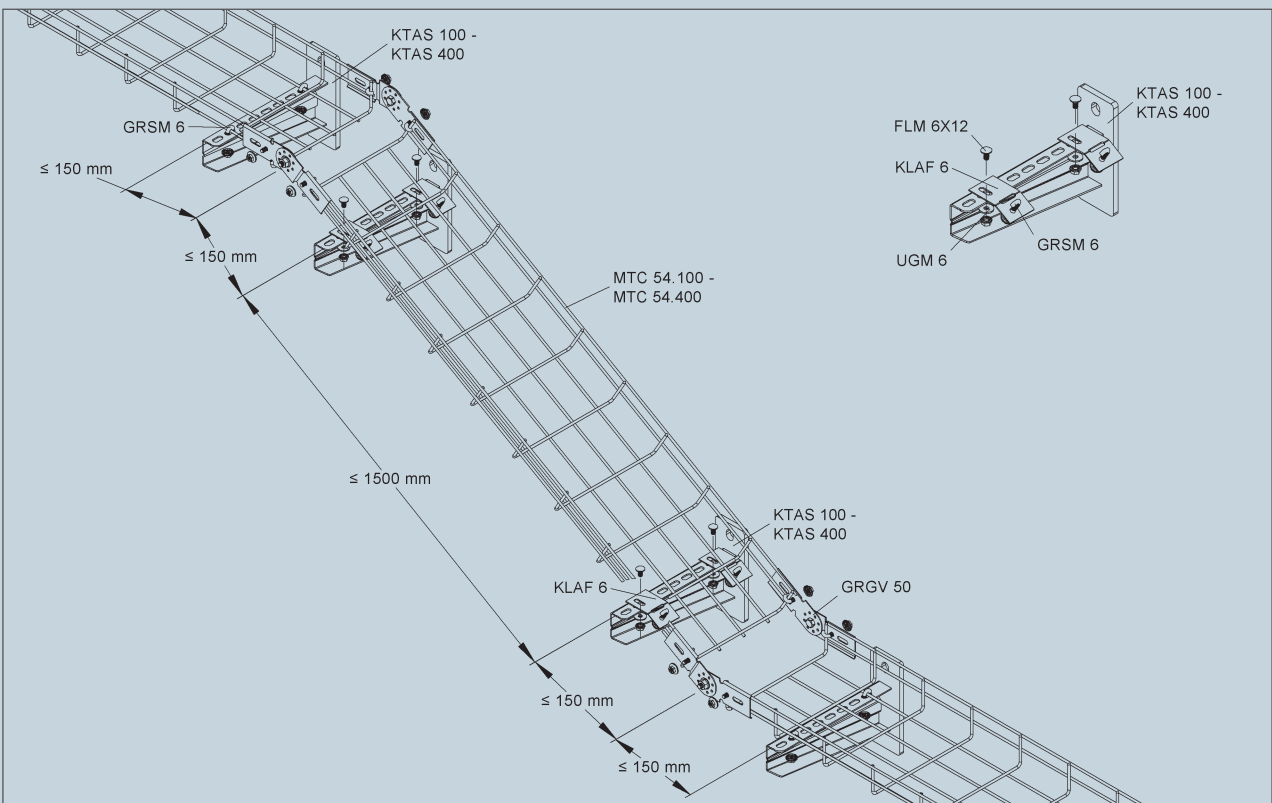 KTAS 100 -
KTAS 400
GRSM 6
≤ 150 mm
≤ 150 mm
MTC 54.100 -
MTC 54.400
≤ 1500 mm
KTAS 100 -
KTAS 400
KLAF 6
GRGV 50
≤ 150 mm
≤ 150 mm
KTAS 100 -
KTAS 400
FLM 6X12
KLAF 6
GRSM 6
UGM 6